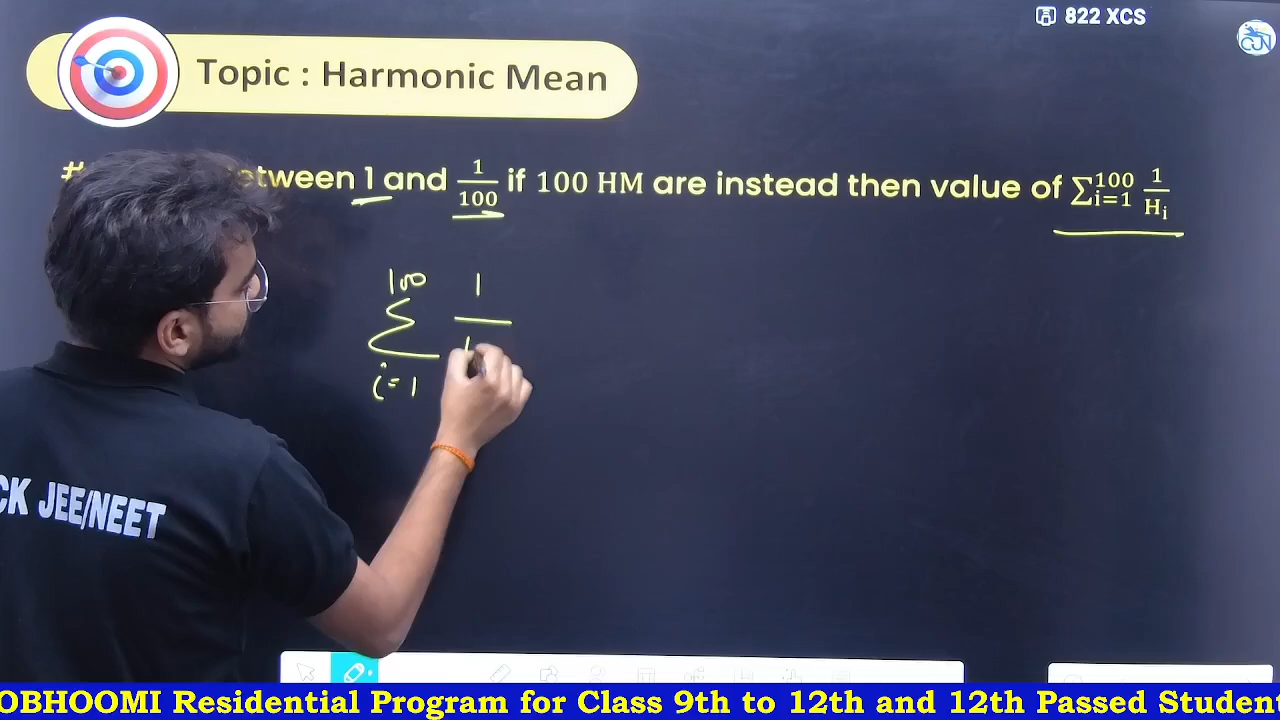 822 XCS
Topic : Harmonic Mean
# etween 1 and 1/100 if 100 HM are instead then value of ∑_{i=1}^{100} 1/H_i
100 1
∑
i=1
CK JEE/NEET
OBHOOMI Residential Program for Class 9th to 12th and 12th Passed Studen